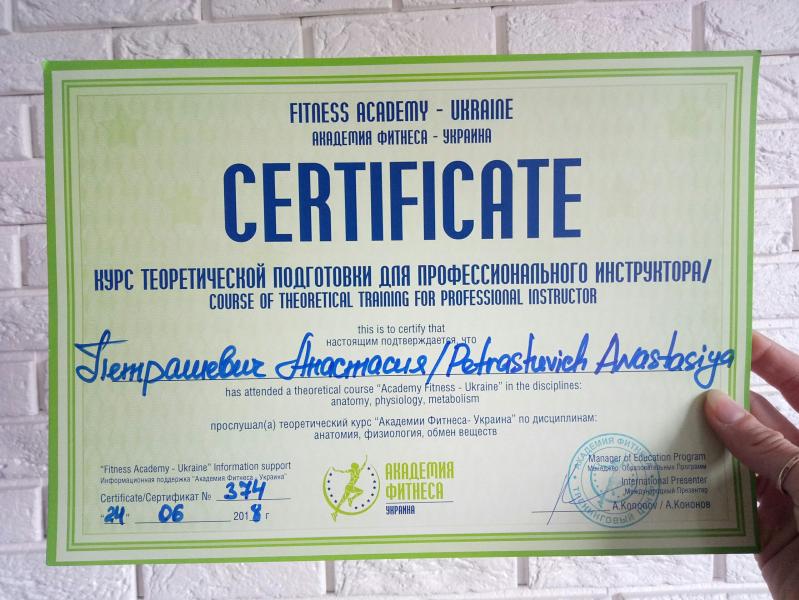 FITNESS ACADEMY - UKRAINE
АКАДЕМИЯ ФИТНЕСА - УКРАИНА
CERTIFICATE
КУРС ТЕОРЕТИЧЕСКОЙ ПОДГОТОВКИ ДЛЯ ПРОФЕССИОНАЛЬНОГО ИНСТРУКТОРА/
COURSE OF THEORETICAL TRAINING FOR PROFESSIONAL INSTRUCTOR
this is to certify that
настоящим подтверждается, что
Петрашевич Анастасия/Petrashevich Anastasiya
has attended a theoretical course "Academy Fitness - Ukraine" in the disciplines:
anatomy, physiology, metabolism
прослушал(а) теоретический курс "Академии Фитнеса- Украина" по дисциплинам:
анатомия, физиология, обмен веществ
"Fitness Academy - Ukraine" Information support
Информационная поддержка "Академия Фитнеса - Украина"
Certificate/Сертификат № 374
"24" 06 2018 г
АКАДЕМИЯ
ФИТНЕСА
УКРАИНА
Manager of Education Program
Менеджер Образовательных Программ
International Presenter
Международный Презентер
A.Kononov / А.Кононов